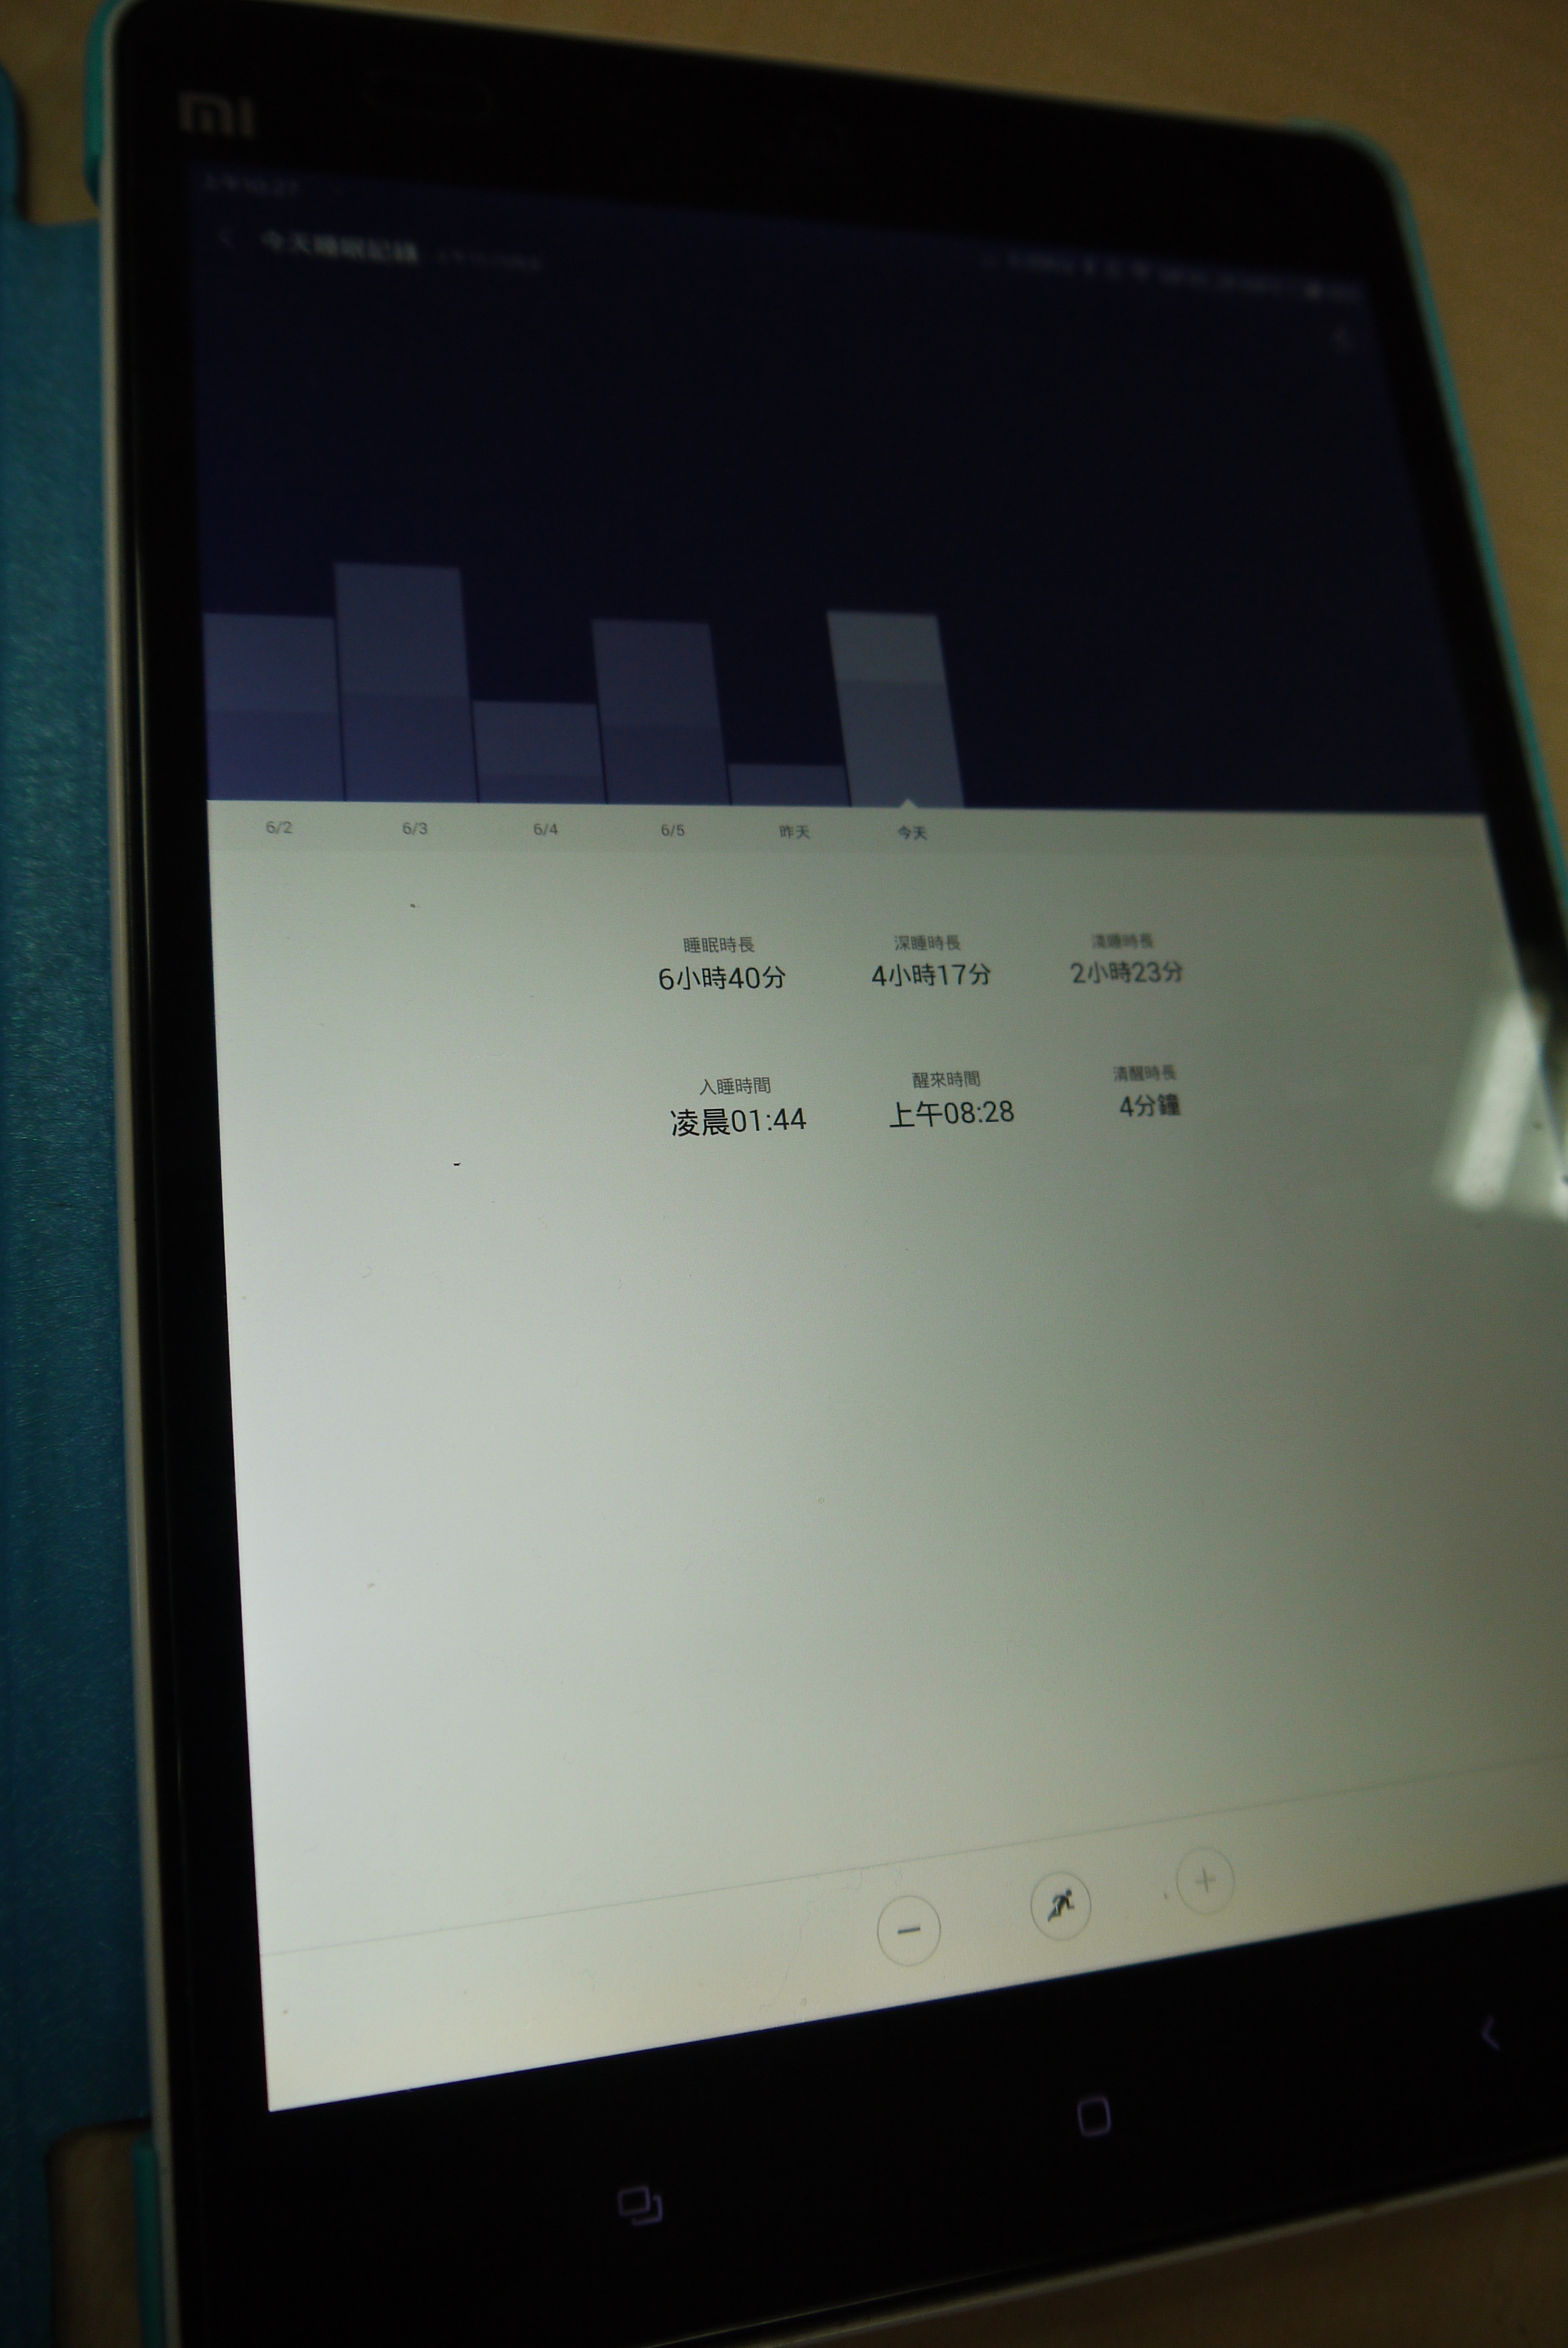 mi
今天睡眠記錄
6/2 6/3 6/4 6/5 昨天 今天
睡眠時長 深睡時長 淺睡時長
6小時40分 4小時17分 2小時23分
入睡時間 醒來時間 清醒時長
凌晨01:44 上午08:28 4分鐘